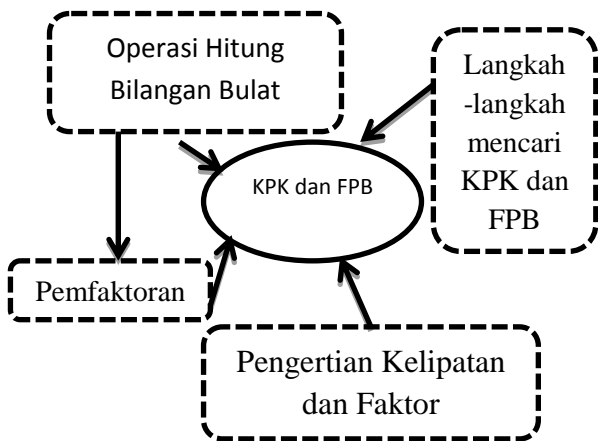 Operasi Hitung
Bilangan Bulat
Langkah
-langkah
mencari
KPK dan
FPB
KPK dan FPB
Pemfaktoran
Pengertian Kelipatan
dan Faktor